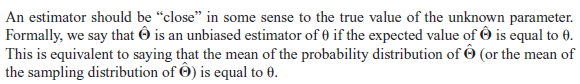 An estimator should be “close” in some sense to the true value of the unknown parameter.
Formally, we say that Θ̂ is an unbiased estimator of θ if the expected value of Θ̂ is equal to θ.
This is equivalent to saying that the mean of the probability distribution of Θ̂ (or the mean of
the sampling distribution of Θ̂) is equal to θ.